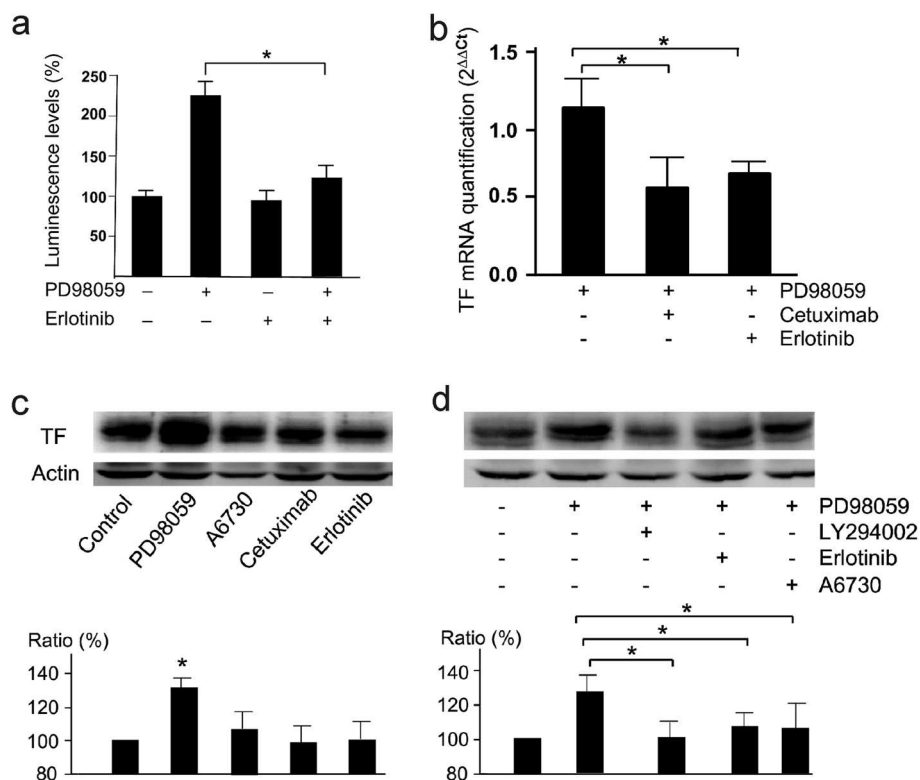 a
Luminescence levels (%)
250
200
150
100
50
PD98059 – + – +
Erlotinib – – + +
*
b
TF mRNA quantification (2ΔΔCt)
1.5
1.0
0.5
0.0
* *
+ + + PD98059
- + - Cetuximab
- - + Erlotinib
c
TF
Actin
Control PD98059 A6730 Cetuximab Erlotinib
Ratio (%)
140
120
100
80
*
d
- + + + + PD98059
- - + - - LY294002
- - - + - Erlotinib
- - - - + A6730
Ratio (%)
140
120
100
80
*
*
*